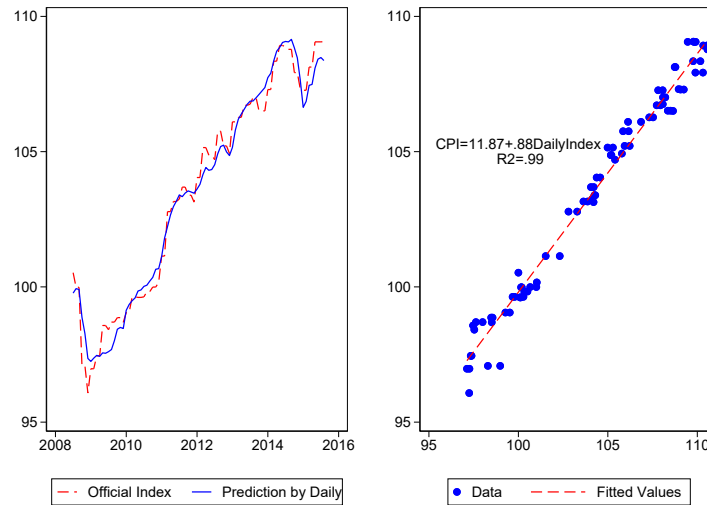 110
105
100
95
2008 2010 2012 2014 2016
Official Index Prediction by Daily
110
105
100
95
95 100 105 110
CPI=11.87+.88DailyIndex
R2=.99
Data Fitted Values